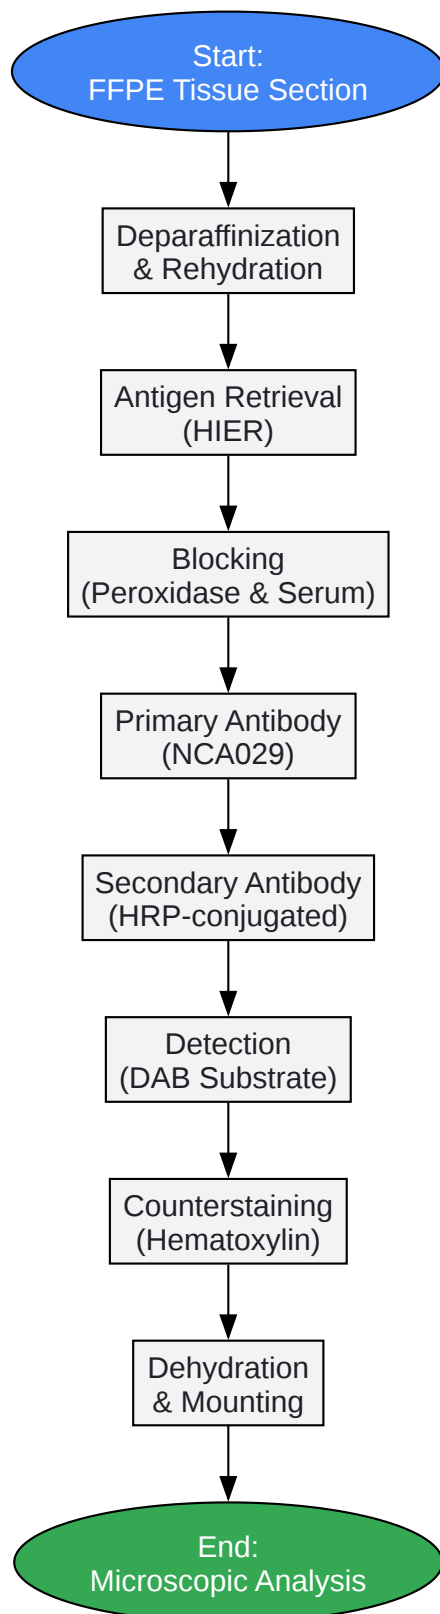 Start:
FFPE Tissue Section
Deparaffinization
& Rehydration
Antigen Retrieval
(HIER)
Blocking
(Peroxidase & Serum)
Primary Antibody
(NCA029)
Secondary Antibody
(HRP-conjugated)
Detection
(DAB Substrate)
Counterstaining
(Hematoxylin)
Dehydration
& Mounting
End:
Microscopic Analysis